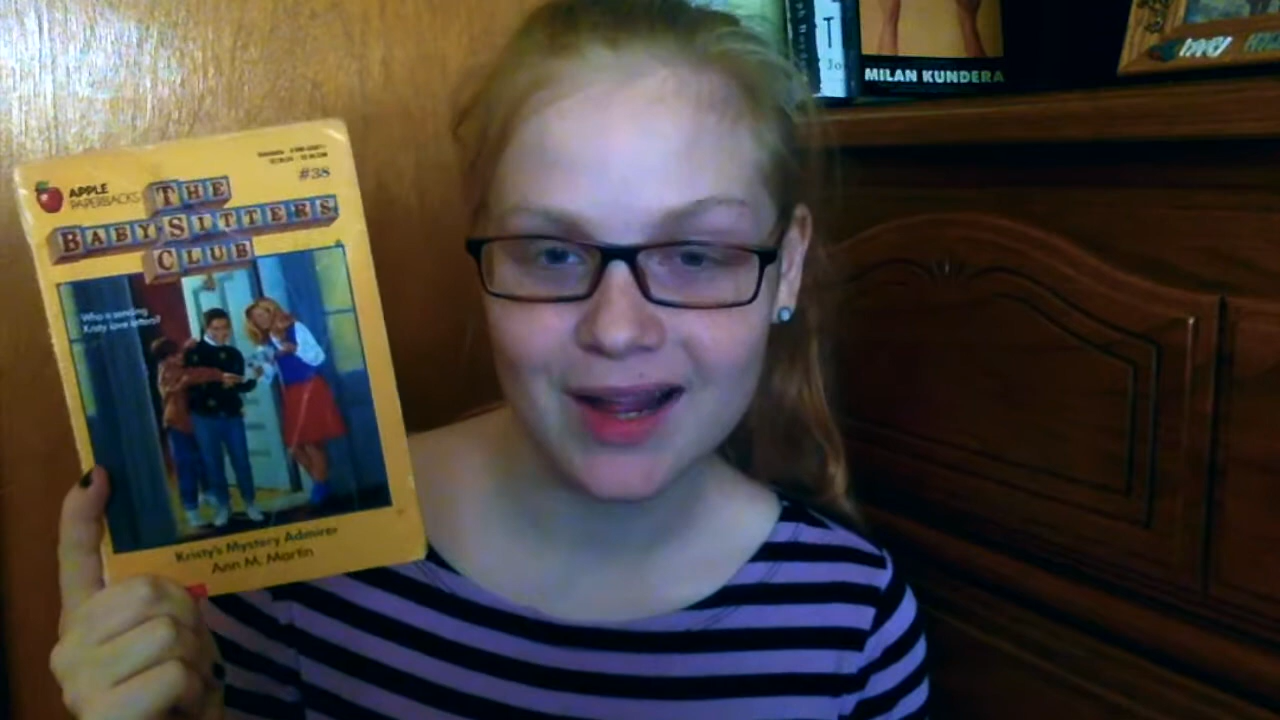 #38
APPLE
PAPERBACKS
THE
BABY-SITTERS
CLUB
Who is sending
Kristy love letters?
Kristy's Mystery Admirer
Ann M. Martin
T
Jo
MILAN KUNDERA